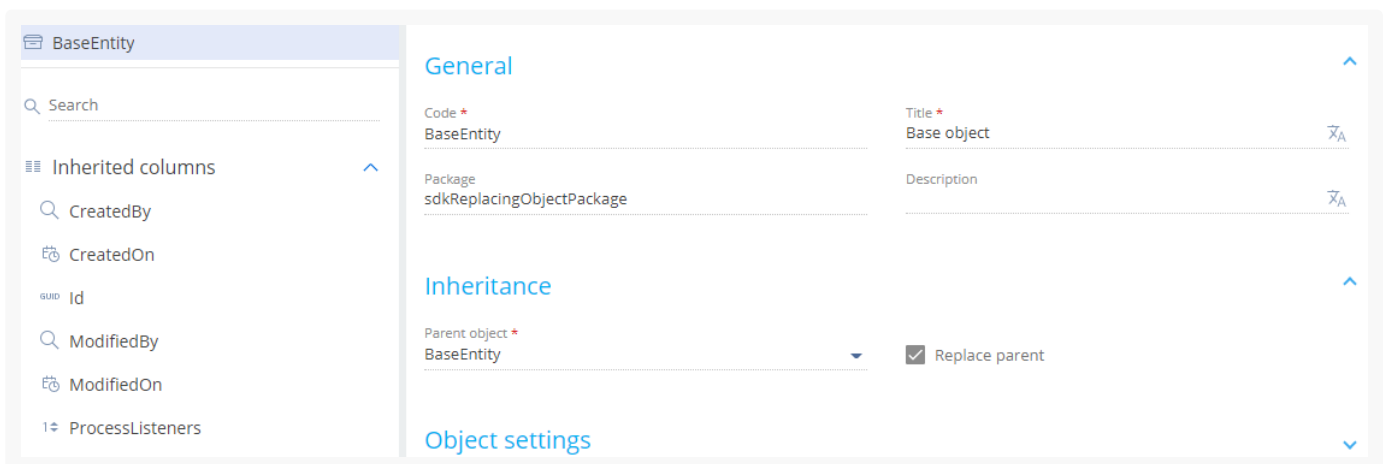 BaseEntity
Search
Inherited columns
CreatedBy
CreatedOn
GUID Id
ModifiedBy
ModifiedOn
1 ProcessListeners
General
Code *
BaseEntity
Title *
Base object
Package
sdkReplacingObjectPackage
Description
Inheritance
Parent object *
BaseEntity
Replace parent
Object settings